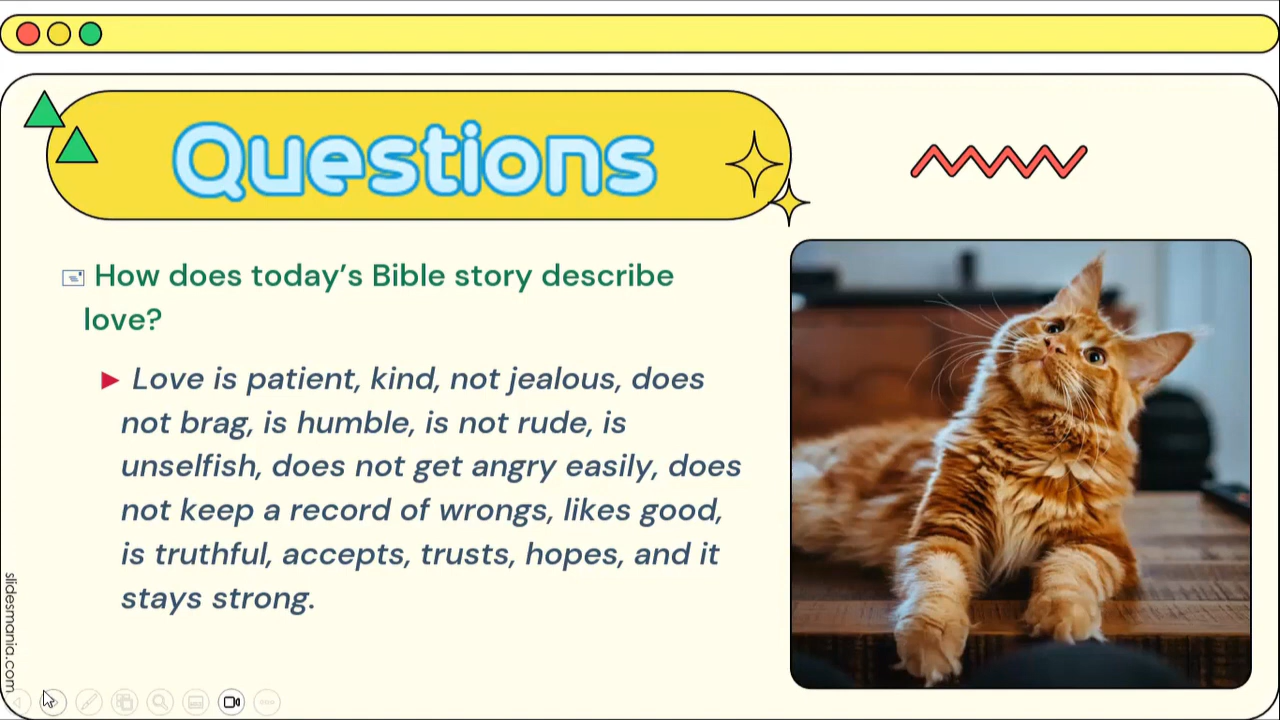 Questions
How does today’s Bible story describe
love?
Love is patient, kind, not jealous, does
not brag, is humble, is not rude, is
unselfish, does not get angry easily, does
not keep a record of wrongs, likes good,
is truthful, accepts, trusts, hopes, and it
stays strong.
slidesmania.com